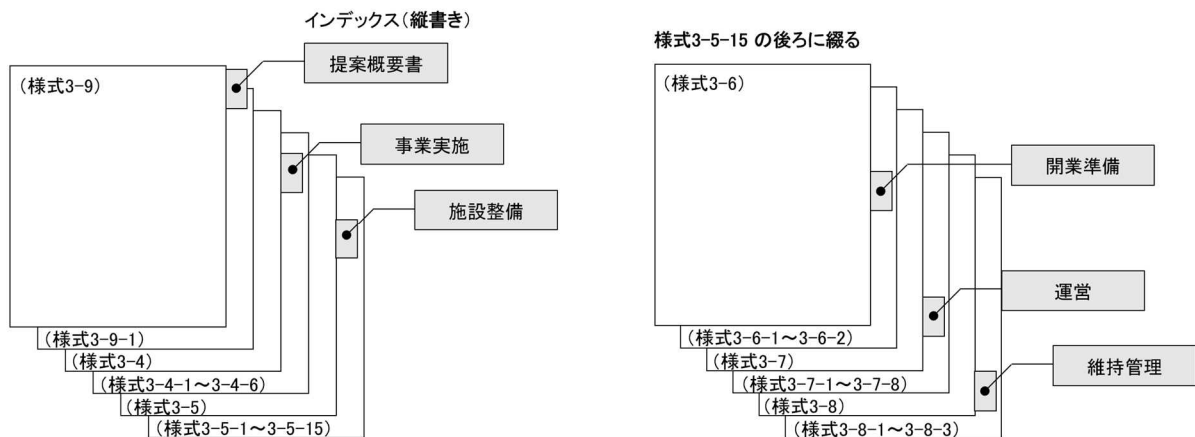 インデックス（縦書き）
提案概要書
（様式3-9）
事業実施
施設整備
（様式3-9-1）
（様式3-4）
（様式3-4-1～3-4-6）
（様式3-5）
（様式3-5-1～3-5-15）
様式3-5-15 の後ろに綴る
（様式3-6）
開業準備
運営
維持管理
（様式3-6-1～3-6-2）
（様式3-7）
（様式3-7-1～3-7-8）
（様式3-8）
（様式3-8-1～3-8-3）